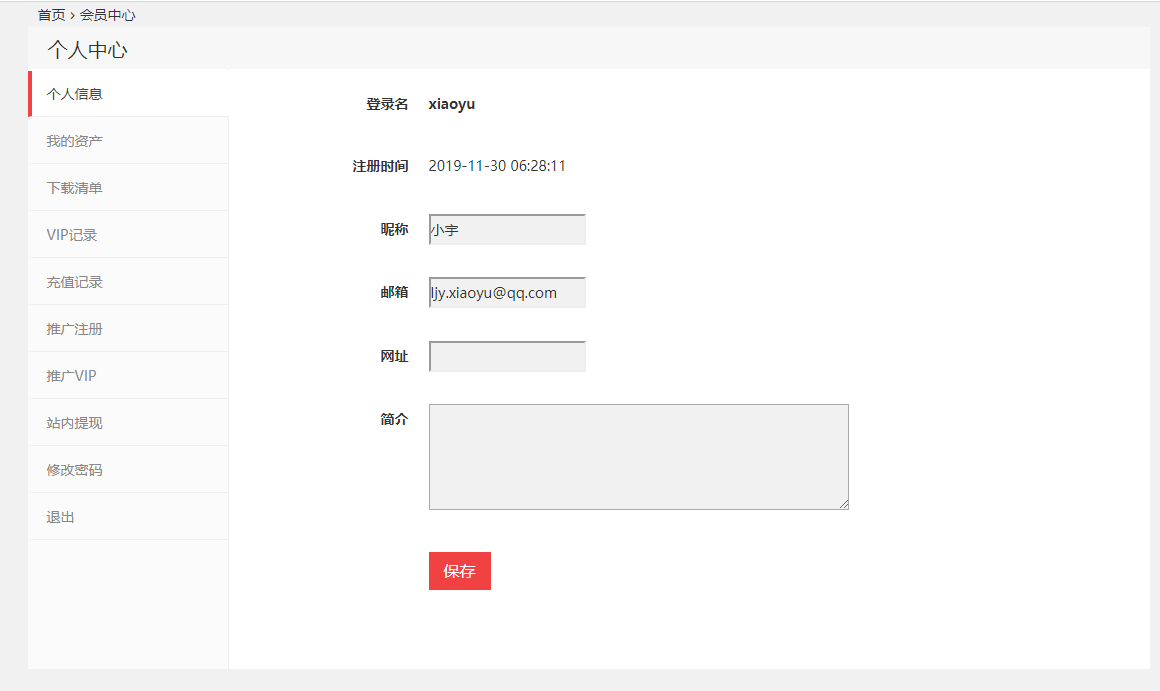 首页 › 会员中心
个人中心
个人信息
我的资产
下载清单
VIP记录
充值记录
推广注册
推广VIP
站内提现
修改密码
退出
登录名 xiaoyu
注册时间 2019-11-30 06:28:11
昵称 小宇
邮箱 ljy.xiaoyu@qq.com
网址
简介
保存